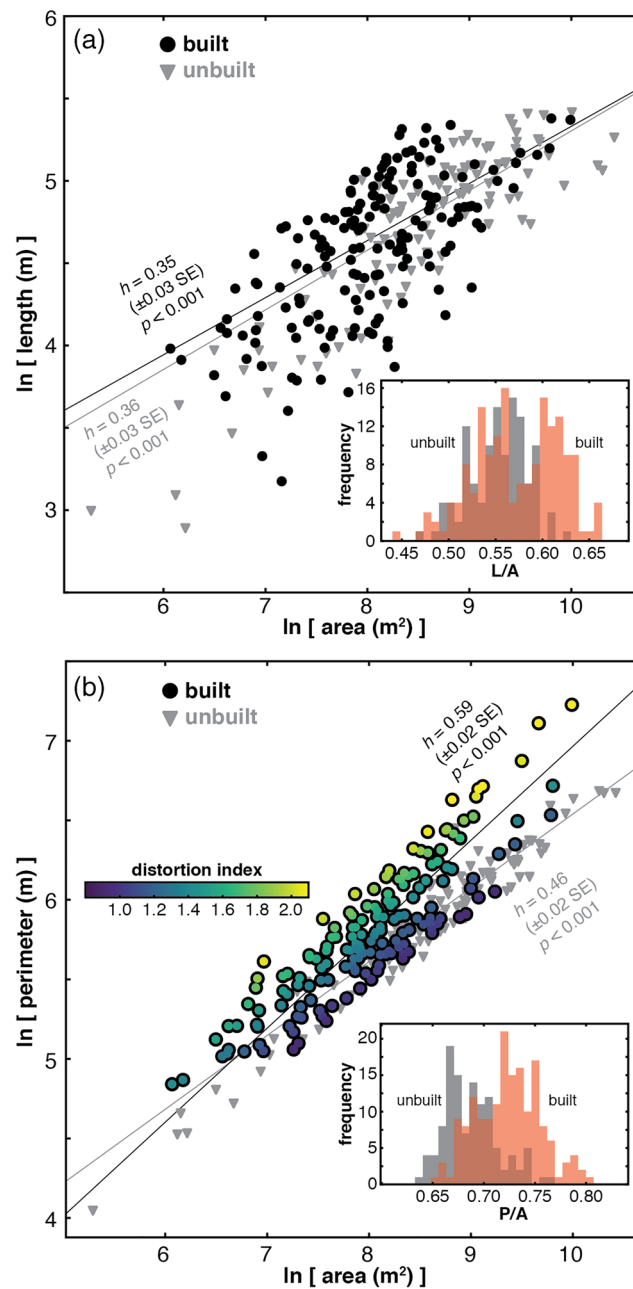 (a)
built
unbuilt
6
5
4
3
ln [ length (m) ]
h = 0.35
(±0.03 SE)
p < 0.001
h = 0.36
(±0.03 SE)
p < 0.001
16
12
8
4
0
frequency
unbuilt
built
0.45 0.50 0.55 0.60 0.65
L/A
6 7 8 9 10
ln [ area (m²) ]
(b)
built
unbuilt
7
6
5
4
ln [ perimeter (m) ]
h = 0.59
(±0.02 SE)
p < 0.001
distortion index
1.0 1.2 1.4 1.6 1.8 2.0
h = 0.46
(±0.02 SE)
p < 0.001
20
15
10
5
0
frequency
unbuilt
built
0.65 0.70 0.75 0.80
P/A
6 7 8 9 10
ln [ area (m²) ]